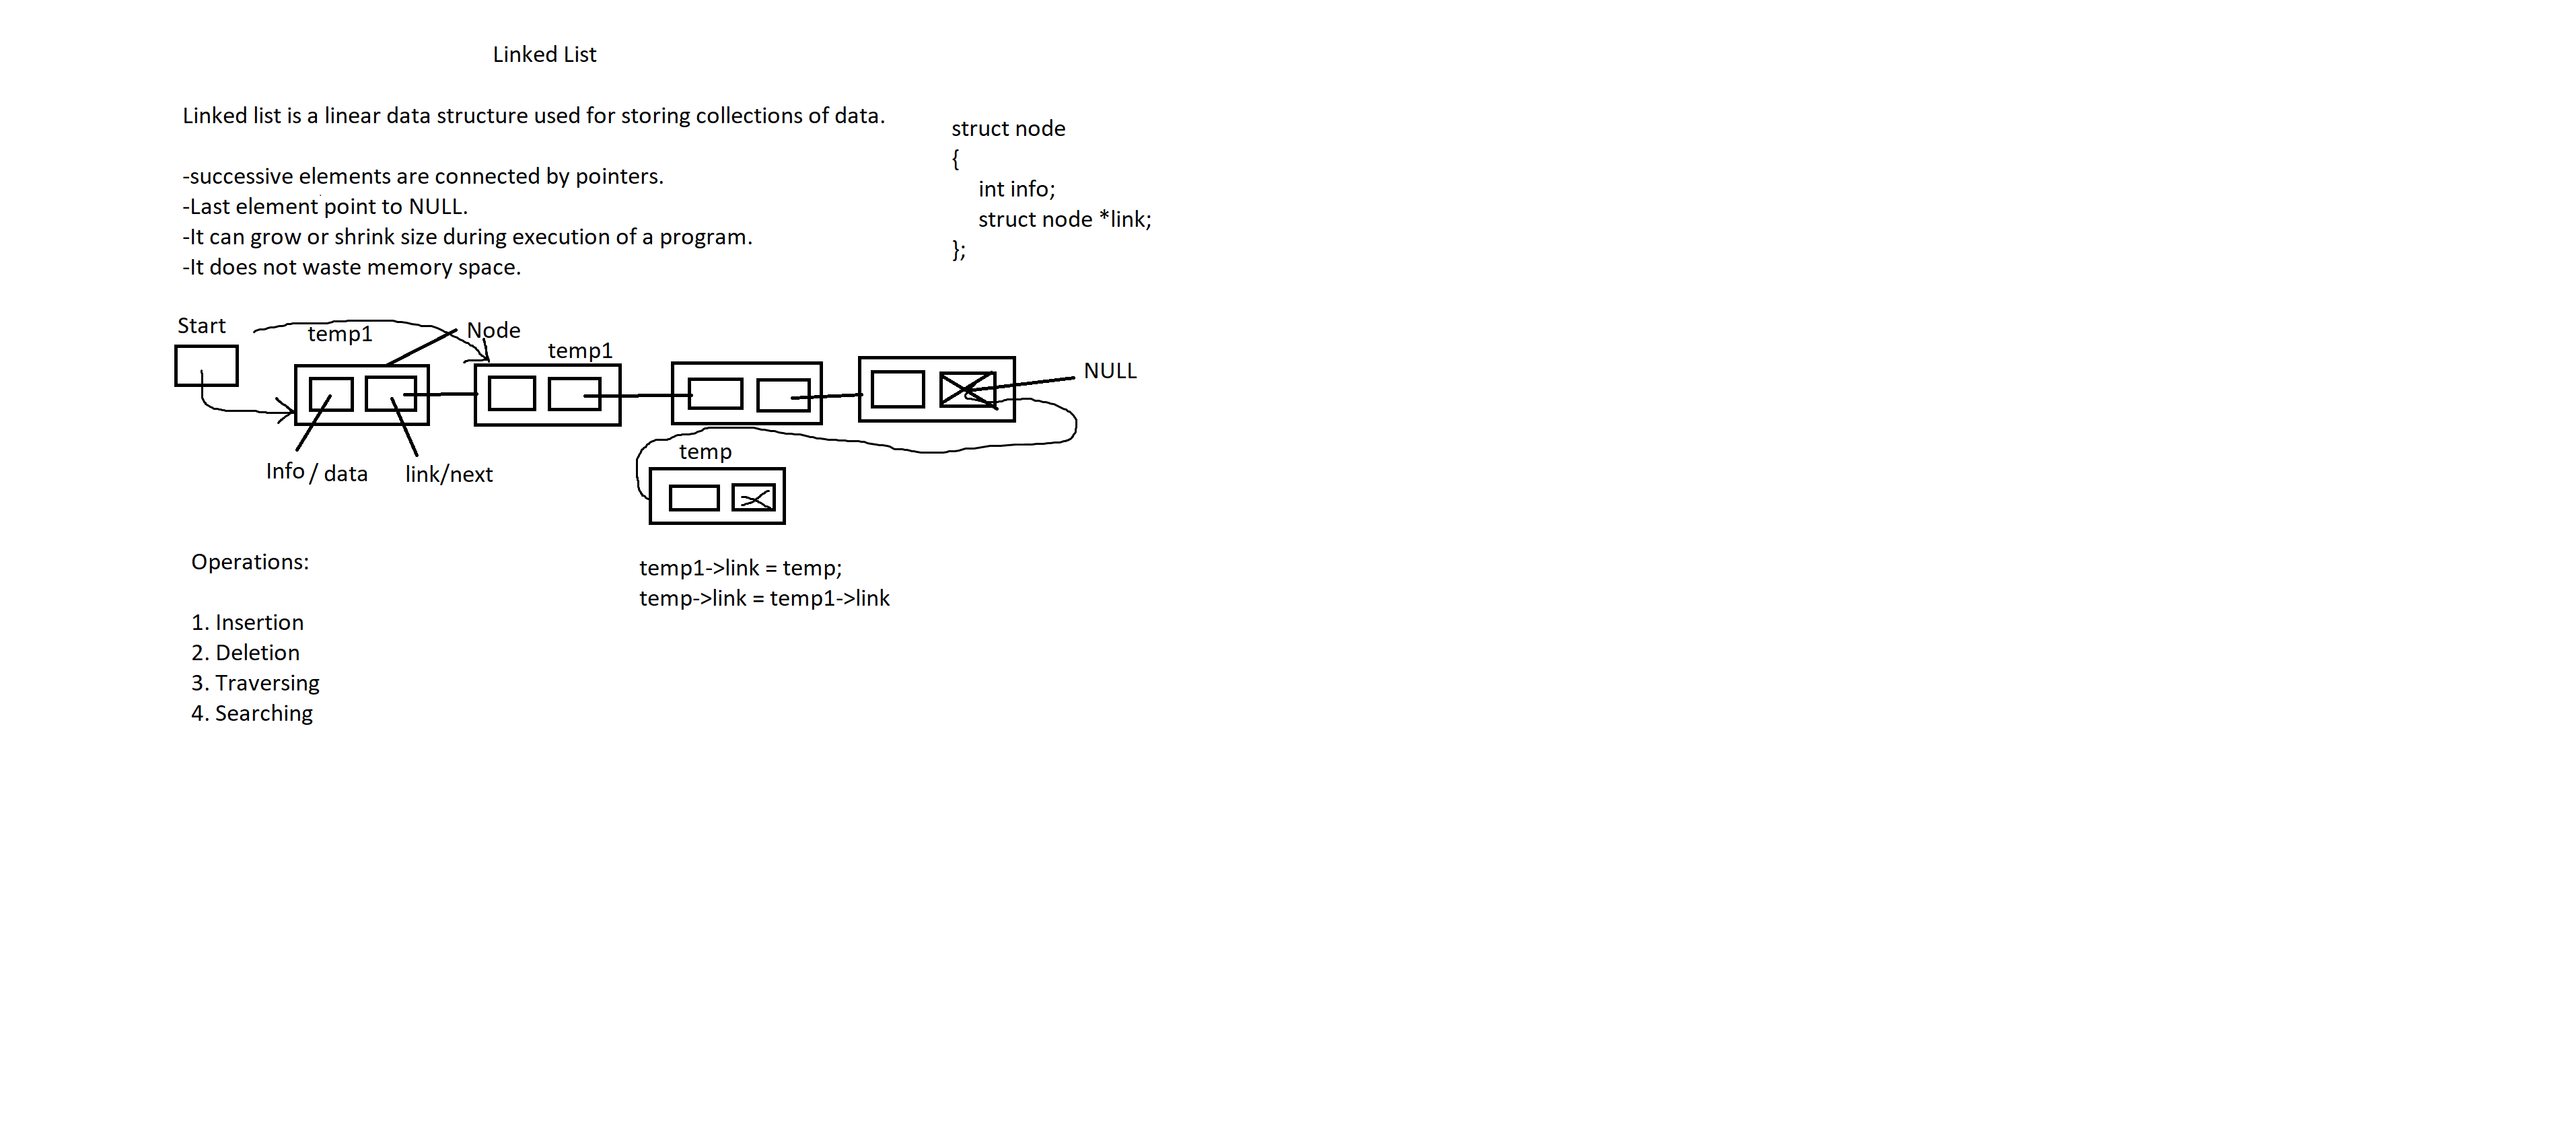 Linked List
Linked list is a linear data structure used for storing collections of data.
-successive elements are connected by pointers.
-Last element point to NULL.
-It can grow or shrink size during execution of a program.
-It does not waste memory space.
struct node
{
int info;
struct node *link;
};
Start
temp1
Node
temp1
NULL
Info / data
link/next
temp
Operations:
1. Insertion
2. Deletion
3. Traversing
4. Searching
temp1->link = temp;
temp->link = temp1->link